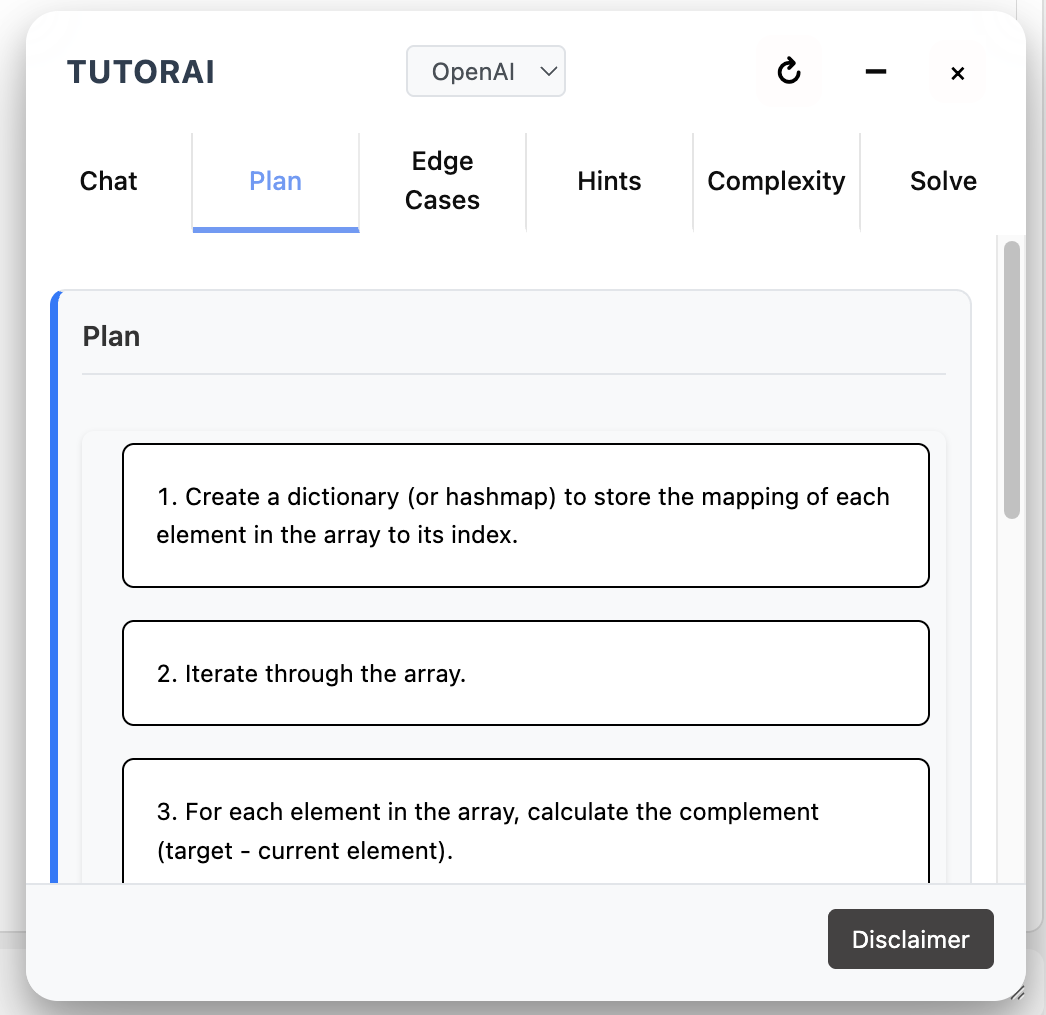 TUTORAI
OpenAI
Chat
Plan
Edge
Cases
Hints
Complexity
Solve
Plan
1. Create a dictionary (or hashmap) to store the mapping of each
element in the array to its index.
2. Iterate through the array.
3. For each element in the array, calculate the complement
(target - current element).
Disclaimer